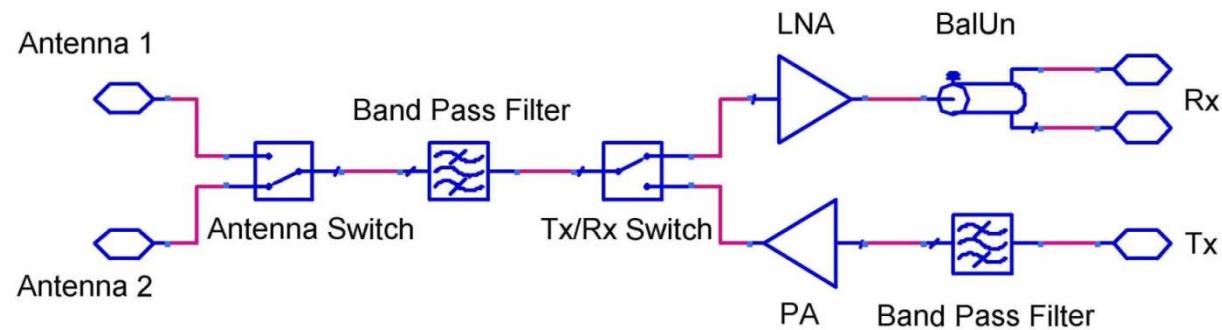 LNA
BalUn
Antenna 1
Band Pass Filter
Rx
Antenna Switch
Tx/Rx Switch
Tx
Antenna 2
PA
Band Pass Filter